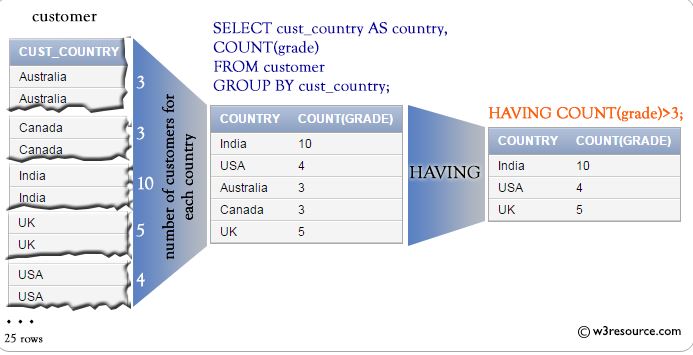 customer
CUST_COUNTRY
Australia
Australia
3
Canada
Canada
3
India
India
10
UK
UK
5
USA
USA
4
...
25 rows
number of customers for
each country
SELECT cust_country AS country,
COUNT(grade)
FROM customer
GROUP BY cust_country;
COUNTRY COUNT(GRADE)
India 10
USA 4
Australia 3
Canada 3
UK 5
HAVING
HAVING COUNT(grade)>3;
COUNTRY COUNT(GRADE)
India 10
USA 4
UK 5
© w3resource.com